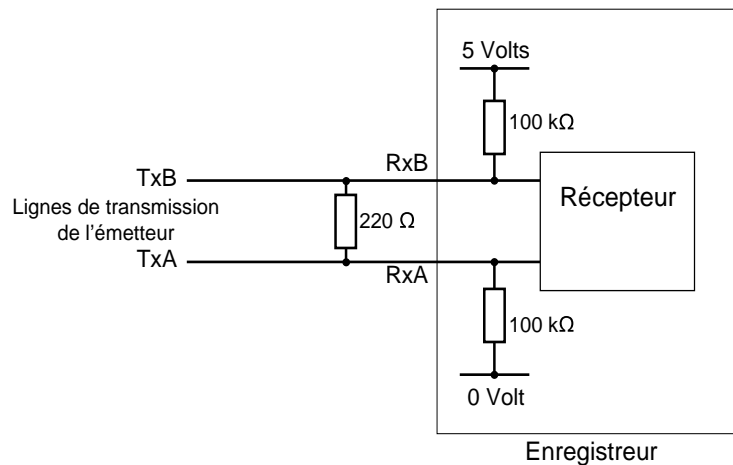 5 Volts
100 kΩ
RxB
TxB
Récepteur
Lignes de transmission
de l'émetteur
220 Ω
TxA
RxA
100 kΩ
0 Volt
Enregistreur